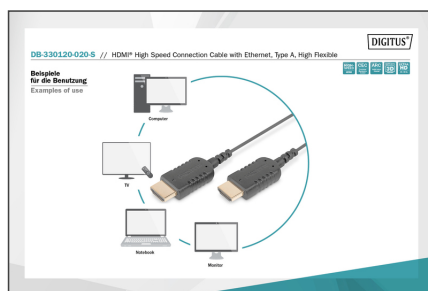 DIGITUS®
DB-330120-020-S // HDMI® High Speed Connection Cable with Ethernet, Type A, High Flexible
Beispiele
für die Benutzung
Examples of use
Computer
TV
Notebook
Monitor